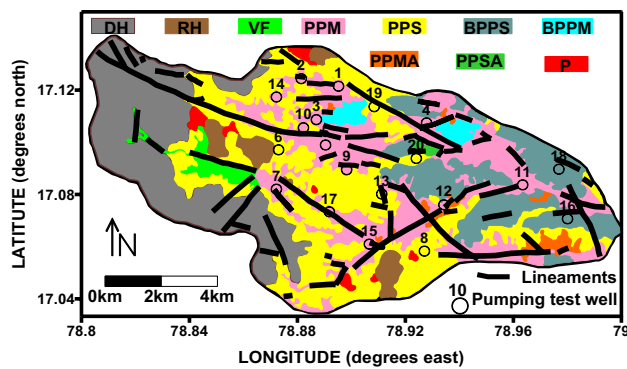 DH RH VF PPM PPS BPPS BPPM
PPMA PPSA P
17.12
17.08
17.04
LATITUTE (degrees north)
2 1
14 19
3 4
10
6 20 18
9
7 13 11
12
17 16
15 8
N
0km 2km 4km
Lineaments
10 Pumping test well
78.8 78.84 78.88 78.92 78.96 79
LONGITUDE (degrees east)